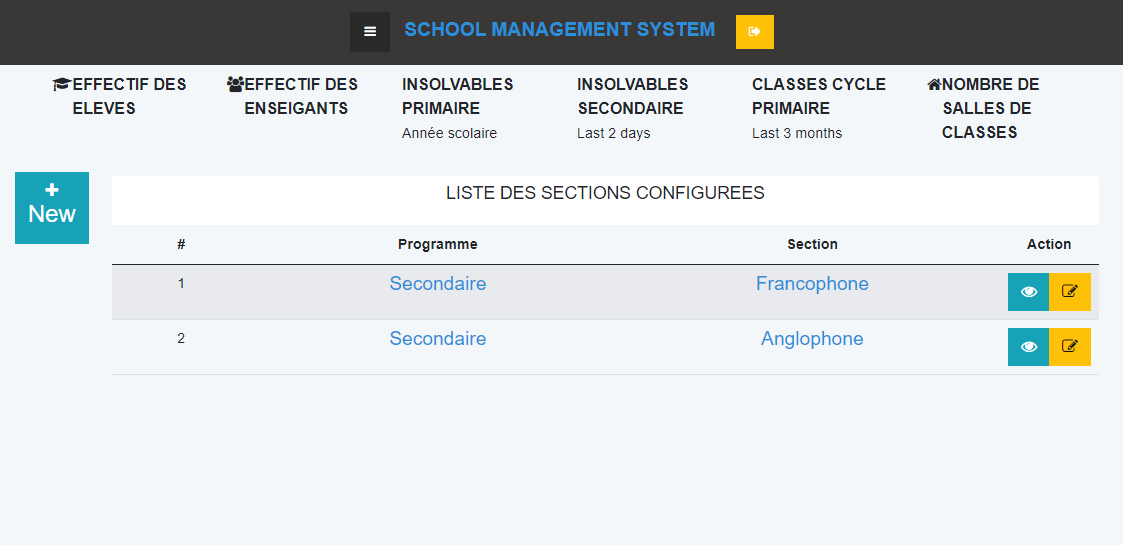 SCHOOL MANAGEMENT SYSTEM
EFFECTIF DES
ELEVES
EFFECTIF DES
ENSEIGANTS
INSOLVABLES
PRIMAIRE
Année scolaire
INSOLVABLES
SECONDAIRE
Last 2 days
CLASSES CYCLE
PRIMAIRE
Last 3 months
NOMBRE DE
SALLES DE
CLASSES
New
LISTE DES SECTIONS CONFIGUREES
# Programme Section Action
1 Secondaire Francophone
2 Secondaire Anglophone